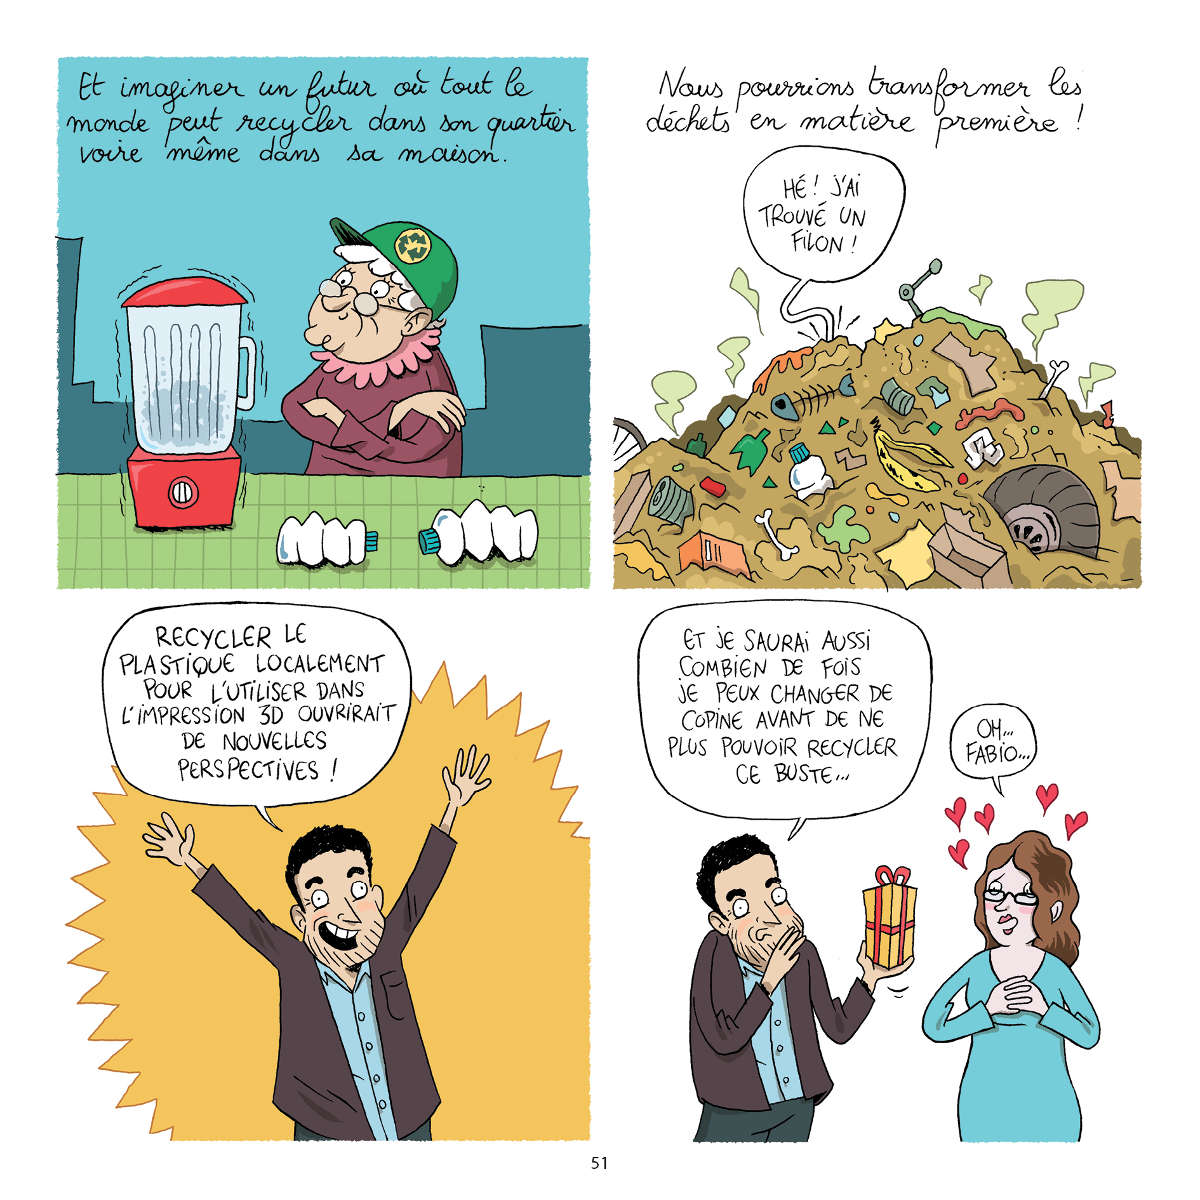 Et imaginer un futur où tout le
monde peut recycler dans son quartier
voire même dans sa maison.
Nous pourrions transformer les
déchets en matière première !
HÉ ! J'AI
TROUVÉ UN
FILON !
RECYCLER LE
PLASTIQUE LOCALEMENT
POUR L'UTILISER DANS
L'IMPRESSION 3D OUVRIRAIT
DE NOUVELLES
PERSPECTIVES !
ET JE SAURAI AUSSI
COMBIEN DE FOIS
JE PEUX CHANGER DE
COPINE AVANT DE NE
PLUS POUVOIR RECYCLER
CE BUSTE...
OH...
FABIO...
51